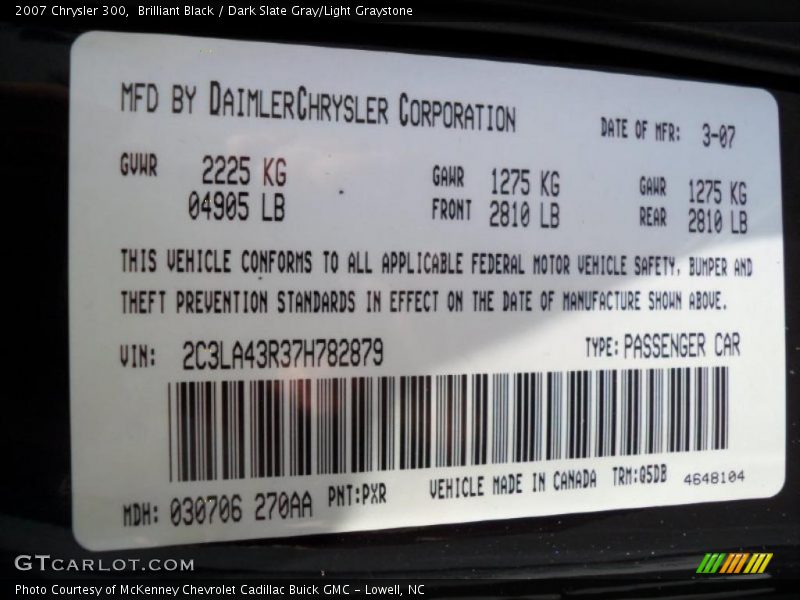 2007 Chrysler 300,  Brilliant Black / Dark Slate Gray/Light Graystone
MFD BY DAIMLERCHRYSLER CORPORATION
DATE OF MFR: 3-07
GVWR 2225 KG
04905 LB
GAWR 1275 KG
FRONT 2810 LB
GAWR 1275 KG
REAR 2810 LB
THIS VEHICLE CONFORMS TO ALL APPLICABLE FEDERAL MOTOR VEHICLE SAFETY, BUMPER AND
THEFT PREVENTION STANDARDS IN EFFECT ON THE DATE OF MANUFACTURE SHOWN ABOVE.
VIN: 2C3LA43R37H782879 TYPE: PASSENGER CAR
MDH: 030706 270AA PNT:PXR VEHICLE MADE IN CANADA TRM:Q5DB 4648104
GTCARLOT.COM
Photo Courtesy of McKenney Chevrolet Cadillac Buick GMC - Lowell, NC